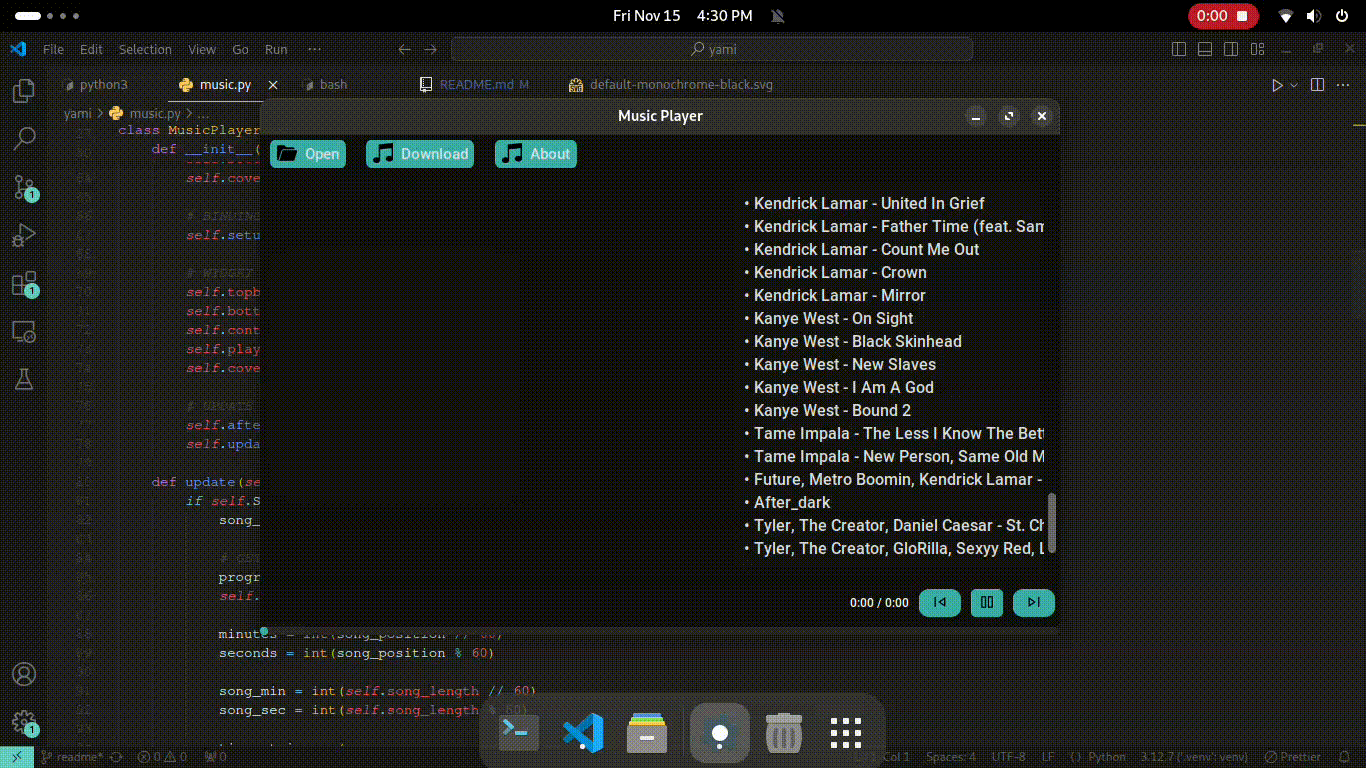 Fri Nov 15 4:30 PM
0:00
File Edit Selection View Go Run ···
yami
python3 music.py bash README.md M default-monochrome-black.svg
yami > music.py > ...
class MusicPlayer
def __init__(
self.cove
self.setu
# WIDGET
self.topb
self.bott
self.cont
self.play
self.cove
# UPDATE
self.afte
self.upda
def update(se
if self.S
song_
# GET
progr
self.
minutes = int(song_position // 60)
seconds = int(song_position % 60)
song_min = int(self.song_length // 60)
song_sec = int(self.song_length % 60)
Music Player
Open Download About
• Kendrick Lamar - United In Grief
• Kendrick Lamar - Father Time (feat. Sam
• Kendrick Lamar - Count Me Out
• Kendrick Lamar - Crown
• Kendrick Lamar - Mirror
• Kanye West - On Sight
• Kanye West - Black Skinhead
• Kanye West - New Slaves
• Kanye West - I Am A God
• Kanye West - Bound 2
• Tame Impala - The Less I Know The Bett
• Tame Impala - New Person, Same Old M
• Future, Metro Boomin, Kendrick Lamar -
• After_dark
• Tyler, The Creator, Daniel Caesar - St. Ch
• Tyler, The Creator, GloRilla, Sexyy Red, L
0:00 / 0:00
1
1
1
readme* 0 0 0 Col 1 Spaces: 4 UTF-8 LF {} Python 3.12.7 ('.venv': venv) Prettier